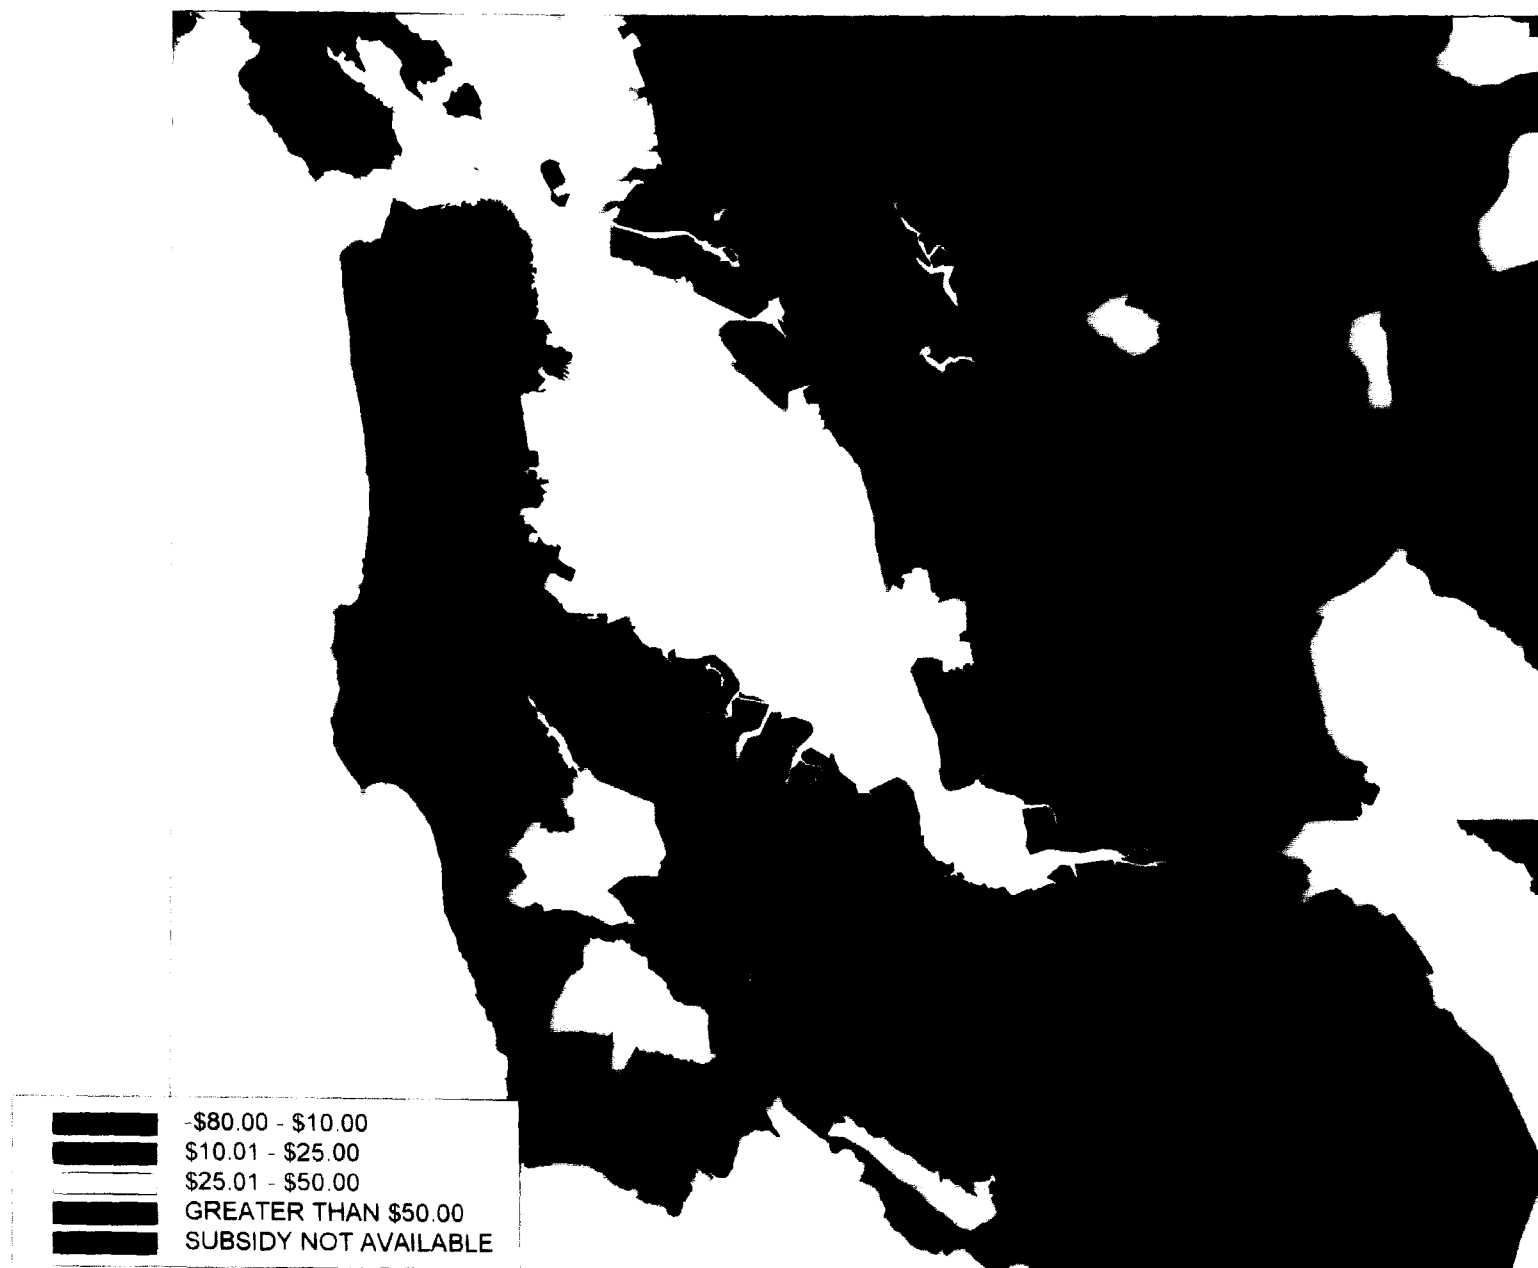 -$80.00 - $10.00
$10.01 - $25.00
$25.01 - $50.00
GREATER THAN $50.00
SUBSIDY NOT AVAILABLE